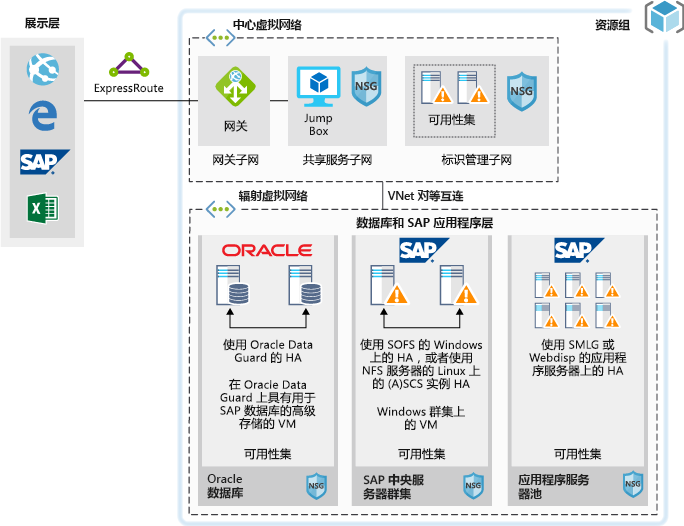 展示层
SAP
ExpressRoute
资源组
中心虚拟网络
网关
Jump
Box
NSG
可用性集
NSG
网关子网
共享服务子网
标识管理子网
辐射虚拟网络
VNet 对等互连
数据库和 SAP 应用程序层
ORACLE
使用 Oracle Data
Guard 的 HA
在 Oracle Data
Guard 上具有用于
SAP 数据库的高级
存储的 VM
可用性集
Oracle
数据库
NSG
SAP
使用 SOFS 的 Windows
上的 HA，或者使用
NFS 服务器的 Linux 上
的 (A)SCS 实例 HA
Windows 群集上
的 VM
可用性集
SAP 中央服
务器群集
NSG
SAP
使用 SMLG 或
Webdisp 的应用程
序服务器上的 HA
可用性集
应用程序服务
器池
NSG